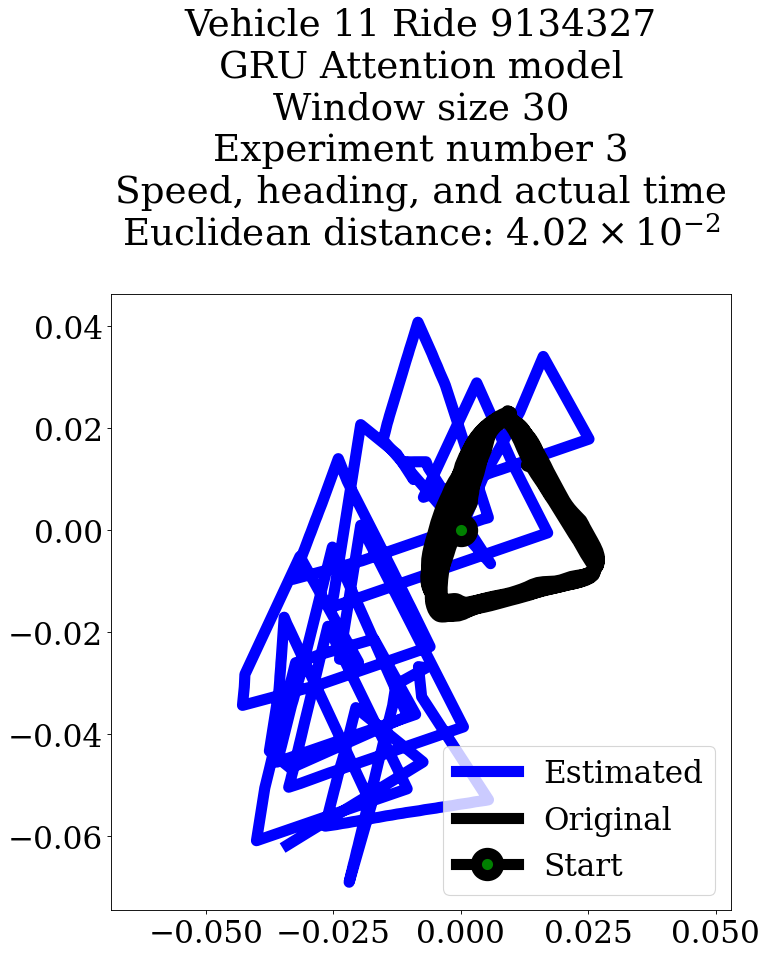 Vehicle 11 Ride 9134327
GRU Attention model
Window size 30
Experiment number 3
Speed, heading, and actual time
Euclidean distance: 4.02 × 10⁻²
0.04
0.02
0.00
−0.02
−0.04
−0.06
Estimated
Original
Start
−0.050 −0.025 0.000 0.025 0.050